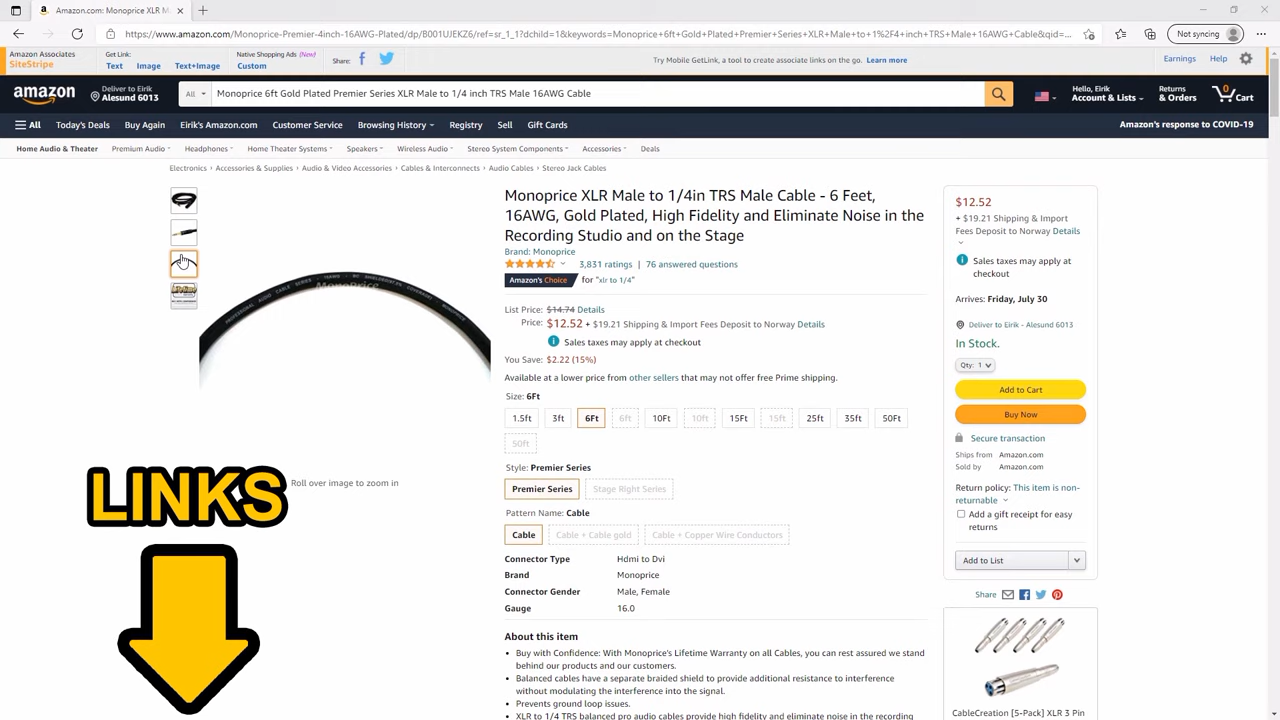 Amazon.com: Monoprice XLR M
https://www.amazon.com/Monoprice-Premier-4inch-16AWG-Plated/dp/B001UJEKZ6/ref=sr_1_1?dchild=1&keywords=Monoprice+6ft+Gold+Plated+Premier+Series+XLR+Male+to+1%2F4+inch+TRS+Male+16AWG+Cable&qid=...
Not syncing
Amazon Associates
SiteStripe
Get Link:
Text Image Text+Image
Native Shopping Ads (New)
Custom
Share:
Try Mobile GetLink, a tool to create associate links on the go. Learn more
Earnings Help
amazon
Deliver to Eirik
Alesund 6013
All
Monoprice 6ft Gold Plated Premier Series XLR Male to 1/4 inch TRS Male 16AWG Cable
Hello, Eirik
Account & Lists
Returns
& Orders
0
Cart
All Today's Deals Buy Again Eirik's Amazon.com Customer Service Browsing History Registry Sell Gift Cards
Amazon's response to COVID-19
Home Audio & Theater Premium Audio Headphones Home Theater Systems Speakers Wireless Audio Stereo System Components Accessories Deals
Electronics › Accessories & Supplies › Audio & Video Accessories › Cables & Interconnects › Audio Cables › Stereo Jack Cables
MONOPRICE
PROFESSIONAL AUDIO CABLE SERIES
Roll over image to zoom in
LINKS
Monoprice XLR Male to 1/4in TRS Male Cable - 6 Feet,
16AWG, Gold Plated, High Fidelity and Eliminate Noise in the
Recording Studio and on the Stage
Brand: Monoprice
3,831 ratings | 76 answered questions
Amazon's Choice for "xlr to 1/4"
List Price: $14.74 Details
Price: $12.52 + $19.21 Shipping & Import Fees Deposit to Norway Details
Sales taxes may apply at checkout
You Save: $2.22 (15%)
Available at a lower price from other sellers that may not offer free Prime shipping.
Size: 6Ft
1.5ft 3ft 6Ft 6ft 10Ft 10ft 15Ft 15ft 25ft 35ft 50Ft
50ft
Style: Premier Series
Premier Series Stage Right Series
Pattern Name: Cable
Cable Cable + Cable gold Cable + Copper Wire Conductors
Connector Type Hdmi to Dvi
Brand Monoprice
Connector Gender Male, Female
Gauge 16.0
About this item
• Buy with Confidence: With Monoprice's Lifetime Warranty on all Cables, you can rest assured we stand
behind our products and our customers.
• Balanced cables have a separate braided shield to provide additional resistance to interference
without modulating the interference into the signal.
• Prevents ground loop issues.
• XLR to 1/4 TRS balanced pro audio cables provide high fidelity and eliminate noise in the recording
$12.52
+ $19.21 Shipping & Import
Fees Deposit to Norway Details
Sales taxes may apply at
checkout
Arrives: Friday, July 30
Deliver to Eirik - Alesund 6013
In Stock.
Qty: 1
Add to Cart
Buy Now
Secure transaction
Ships from Amazon.com
Sold by Amazon.com
Return policy: This item is non-
returnable
Add a gift receipt for easy
returns
Add to List
Share
CableCreation [5-Pack] XLR 3 Pin